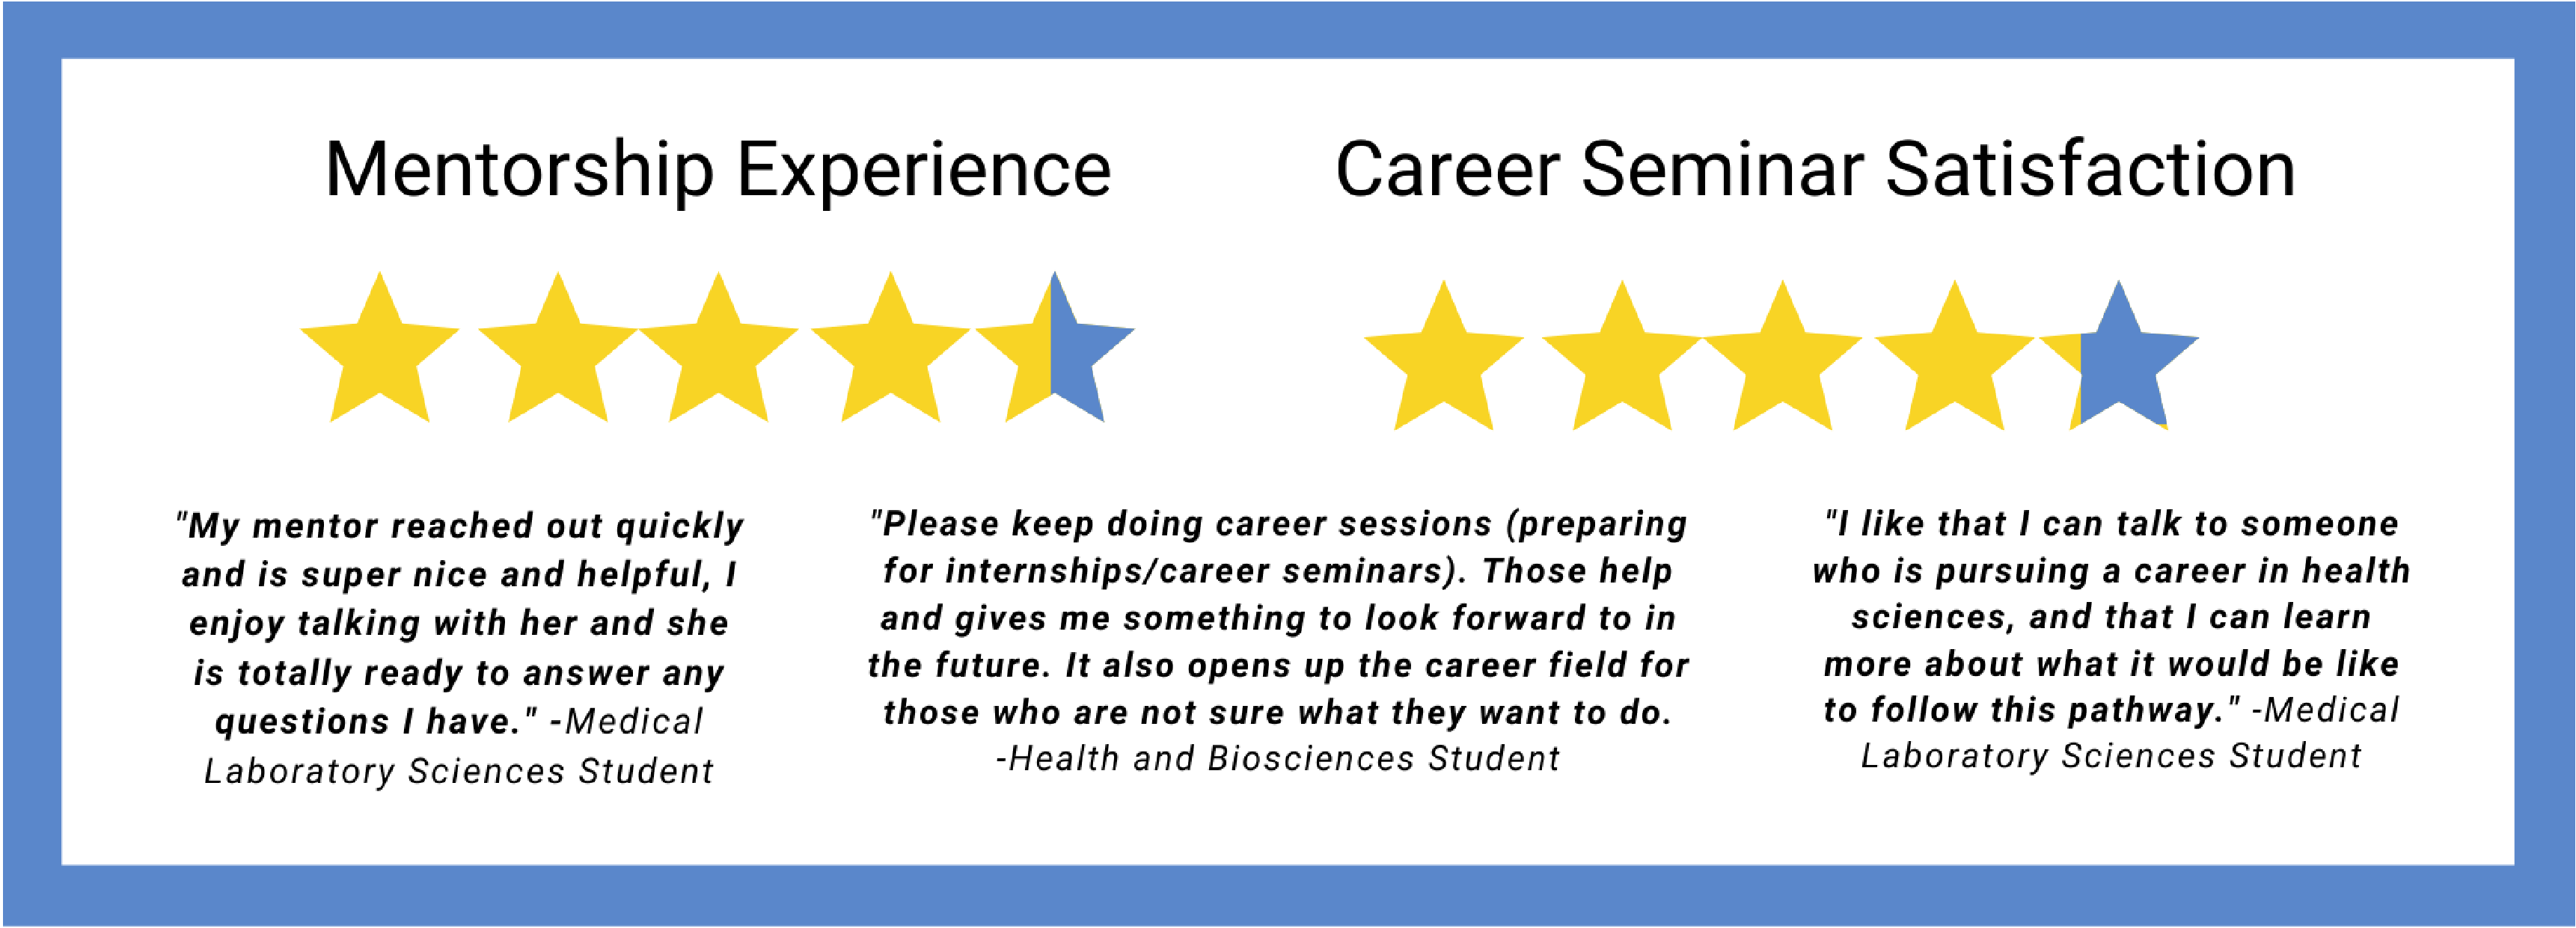 Mentorship Experience
Career Seminar Satisfaction
"My mentor reached out quickly
and is super nice and helpful, I
enjoy talking with her and she
is totally ready to answer any
questions I have." -Medical
Laboratory Sciences Student
"Please keep doing career sessions (preparing
for internships/career seminars). Those help
and gives me something to look forward to in
the future. It also opens up the career field for
those who are not sure what they want to do.
-Health and Biosciences Student
"I like that I can talk to someone
who is pursuing a career in health
sciences, and that I can learn
more about what it would be like
to follow this pathway." -Medical
Laboratory Sciences Student